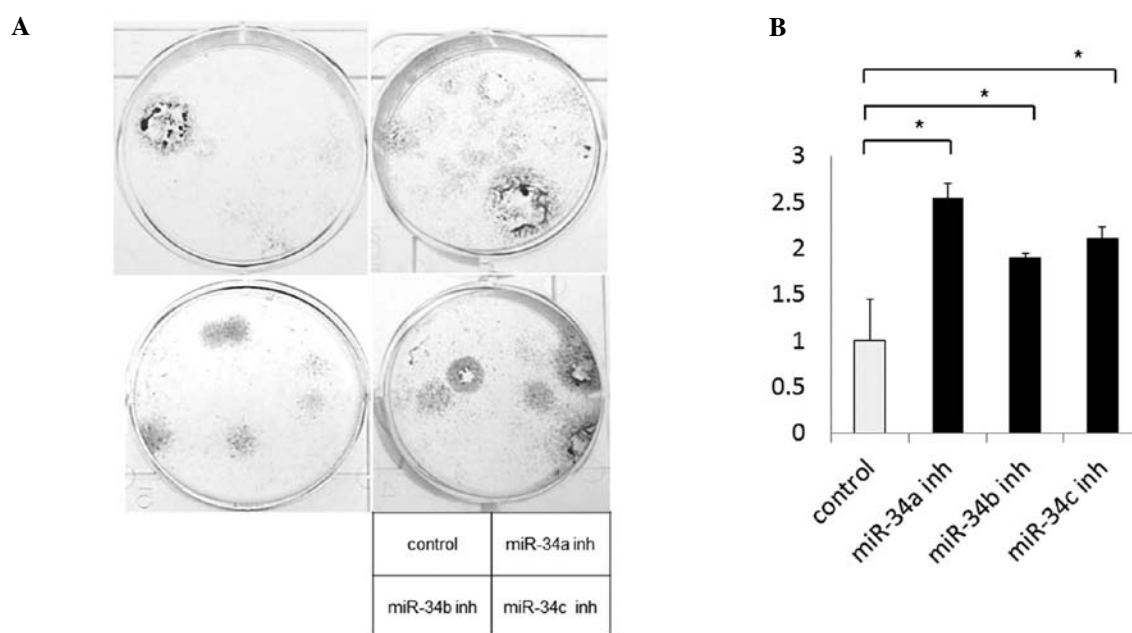 A
control miR-34a inh
miR-34b inh miR-34c inh
B
*
*
*
3
2.5
2
1.5
1
0.5
0
control
miR-34a inh
miR-34b inh
miR-34c inh